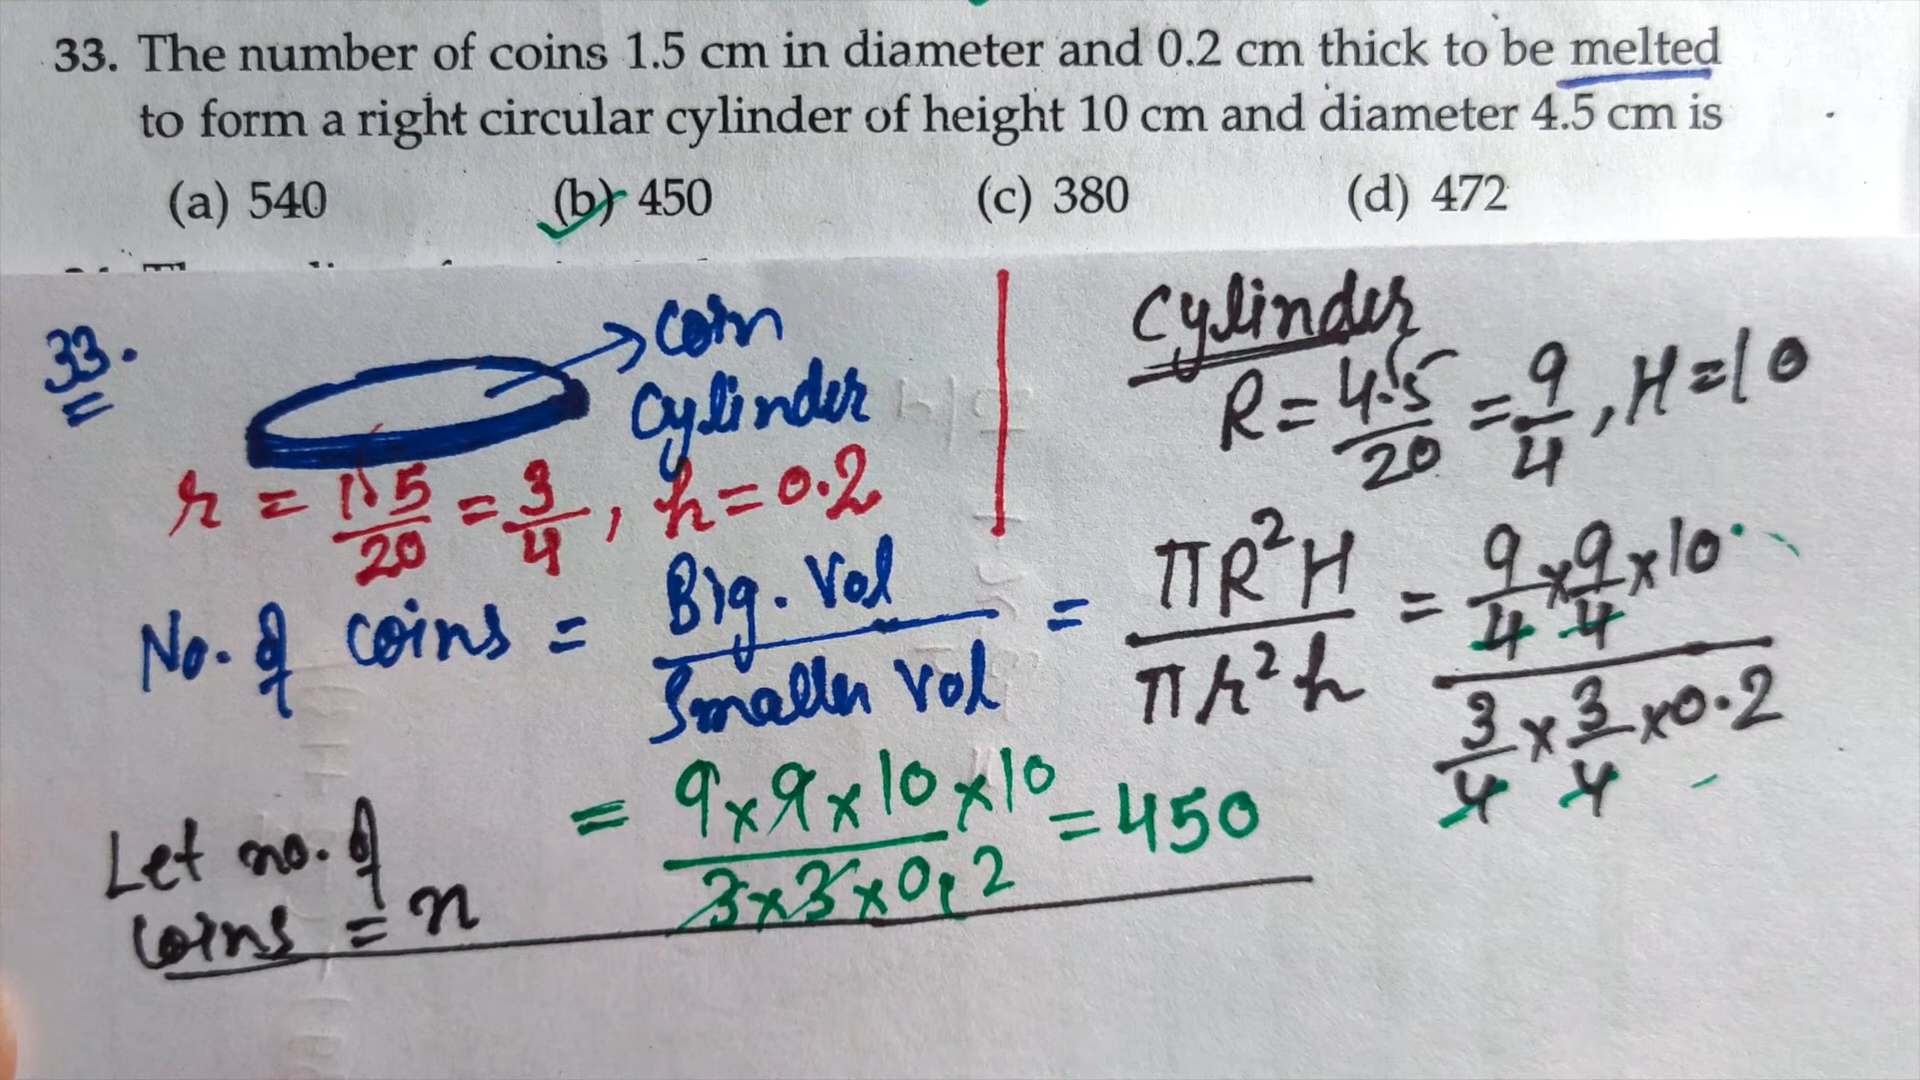 33. The number of coins 1.5 cm in diameter and 0.2 cm thick to be melted
to form a right circular cylinder of height 10 cm and diameter 4.5 cm is
(a) 540 (b) 450 (c) 380 (d) 472
33.
Coin
Cylinder
r = 15/20 = 3/4, h = 0.2
Cylinder
R = 45/20 = 9/4, H = 10
No. of coins = Big. Vol / Smaller Vol = πR²H / πr²h = 9/4 × 9/4 × 10 / 3/4 × 3/4 × 0.2
= 9 × 9 × 10 × 10 / 3 × 3 × 0.2 = 450
Let no. of
coins = n